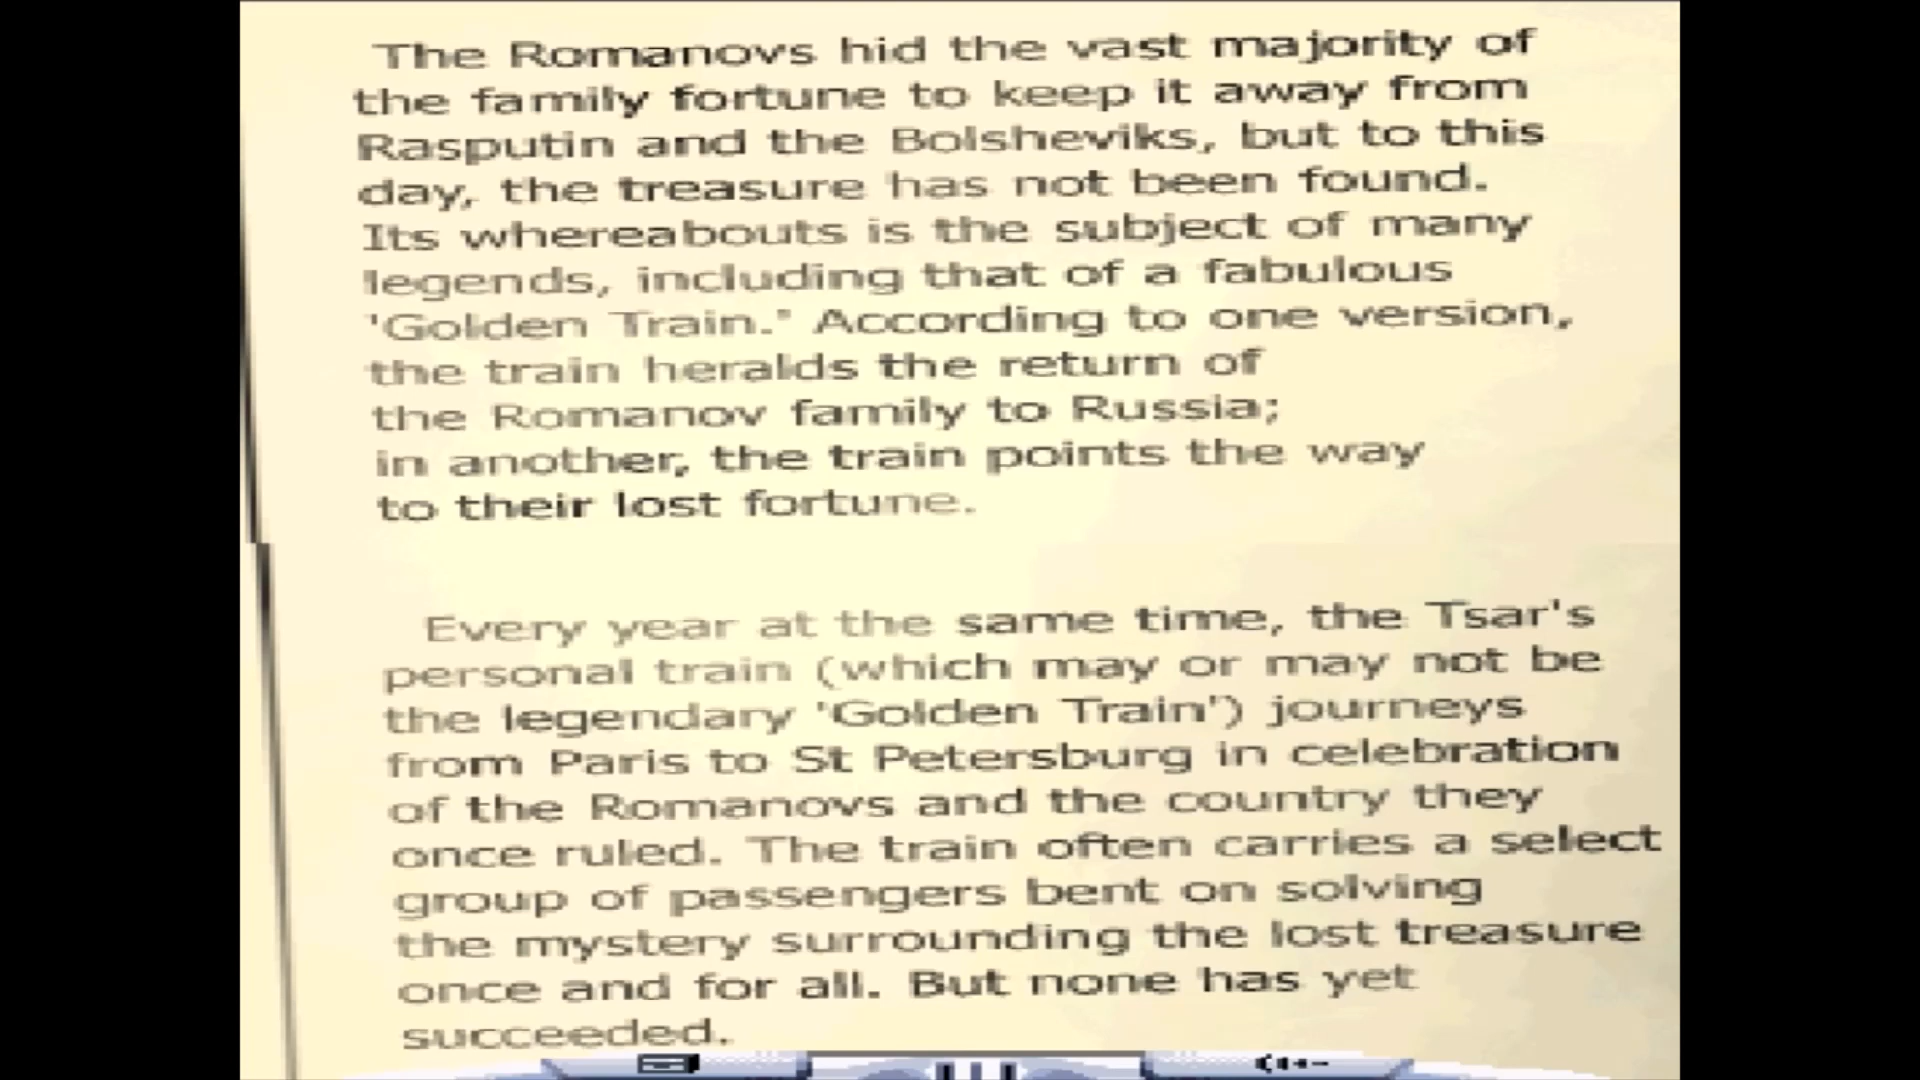 The Romanovs hid the vast majority of
the family fortune to keep it away from
Rasputin and the Bolsheviks, but to this
day, the treasure has not been found.
Its whereabouts is the subject of many
legends, including that of a fabulous
'Golden Train." According to one version,
the train heralds the return of
the Romanov family to Russia;
in another, the train points the way
to their lost fortune.
Every year at the same time, the Tsar's
personal train (which may or may not be
the legendary 'Golden Train') journeys
from Paris to St Petersburg in celebration
of the Romanovs and the country they
once ruled. The train often carries a select
group of passengers bent on solving
the mystery surrounding the lost treasure
once and for all. But none has yet
succeeded.